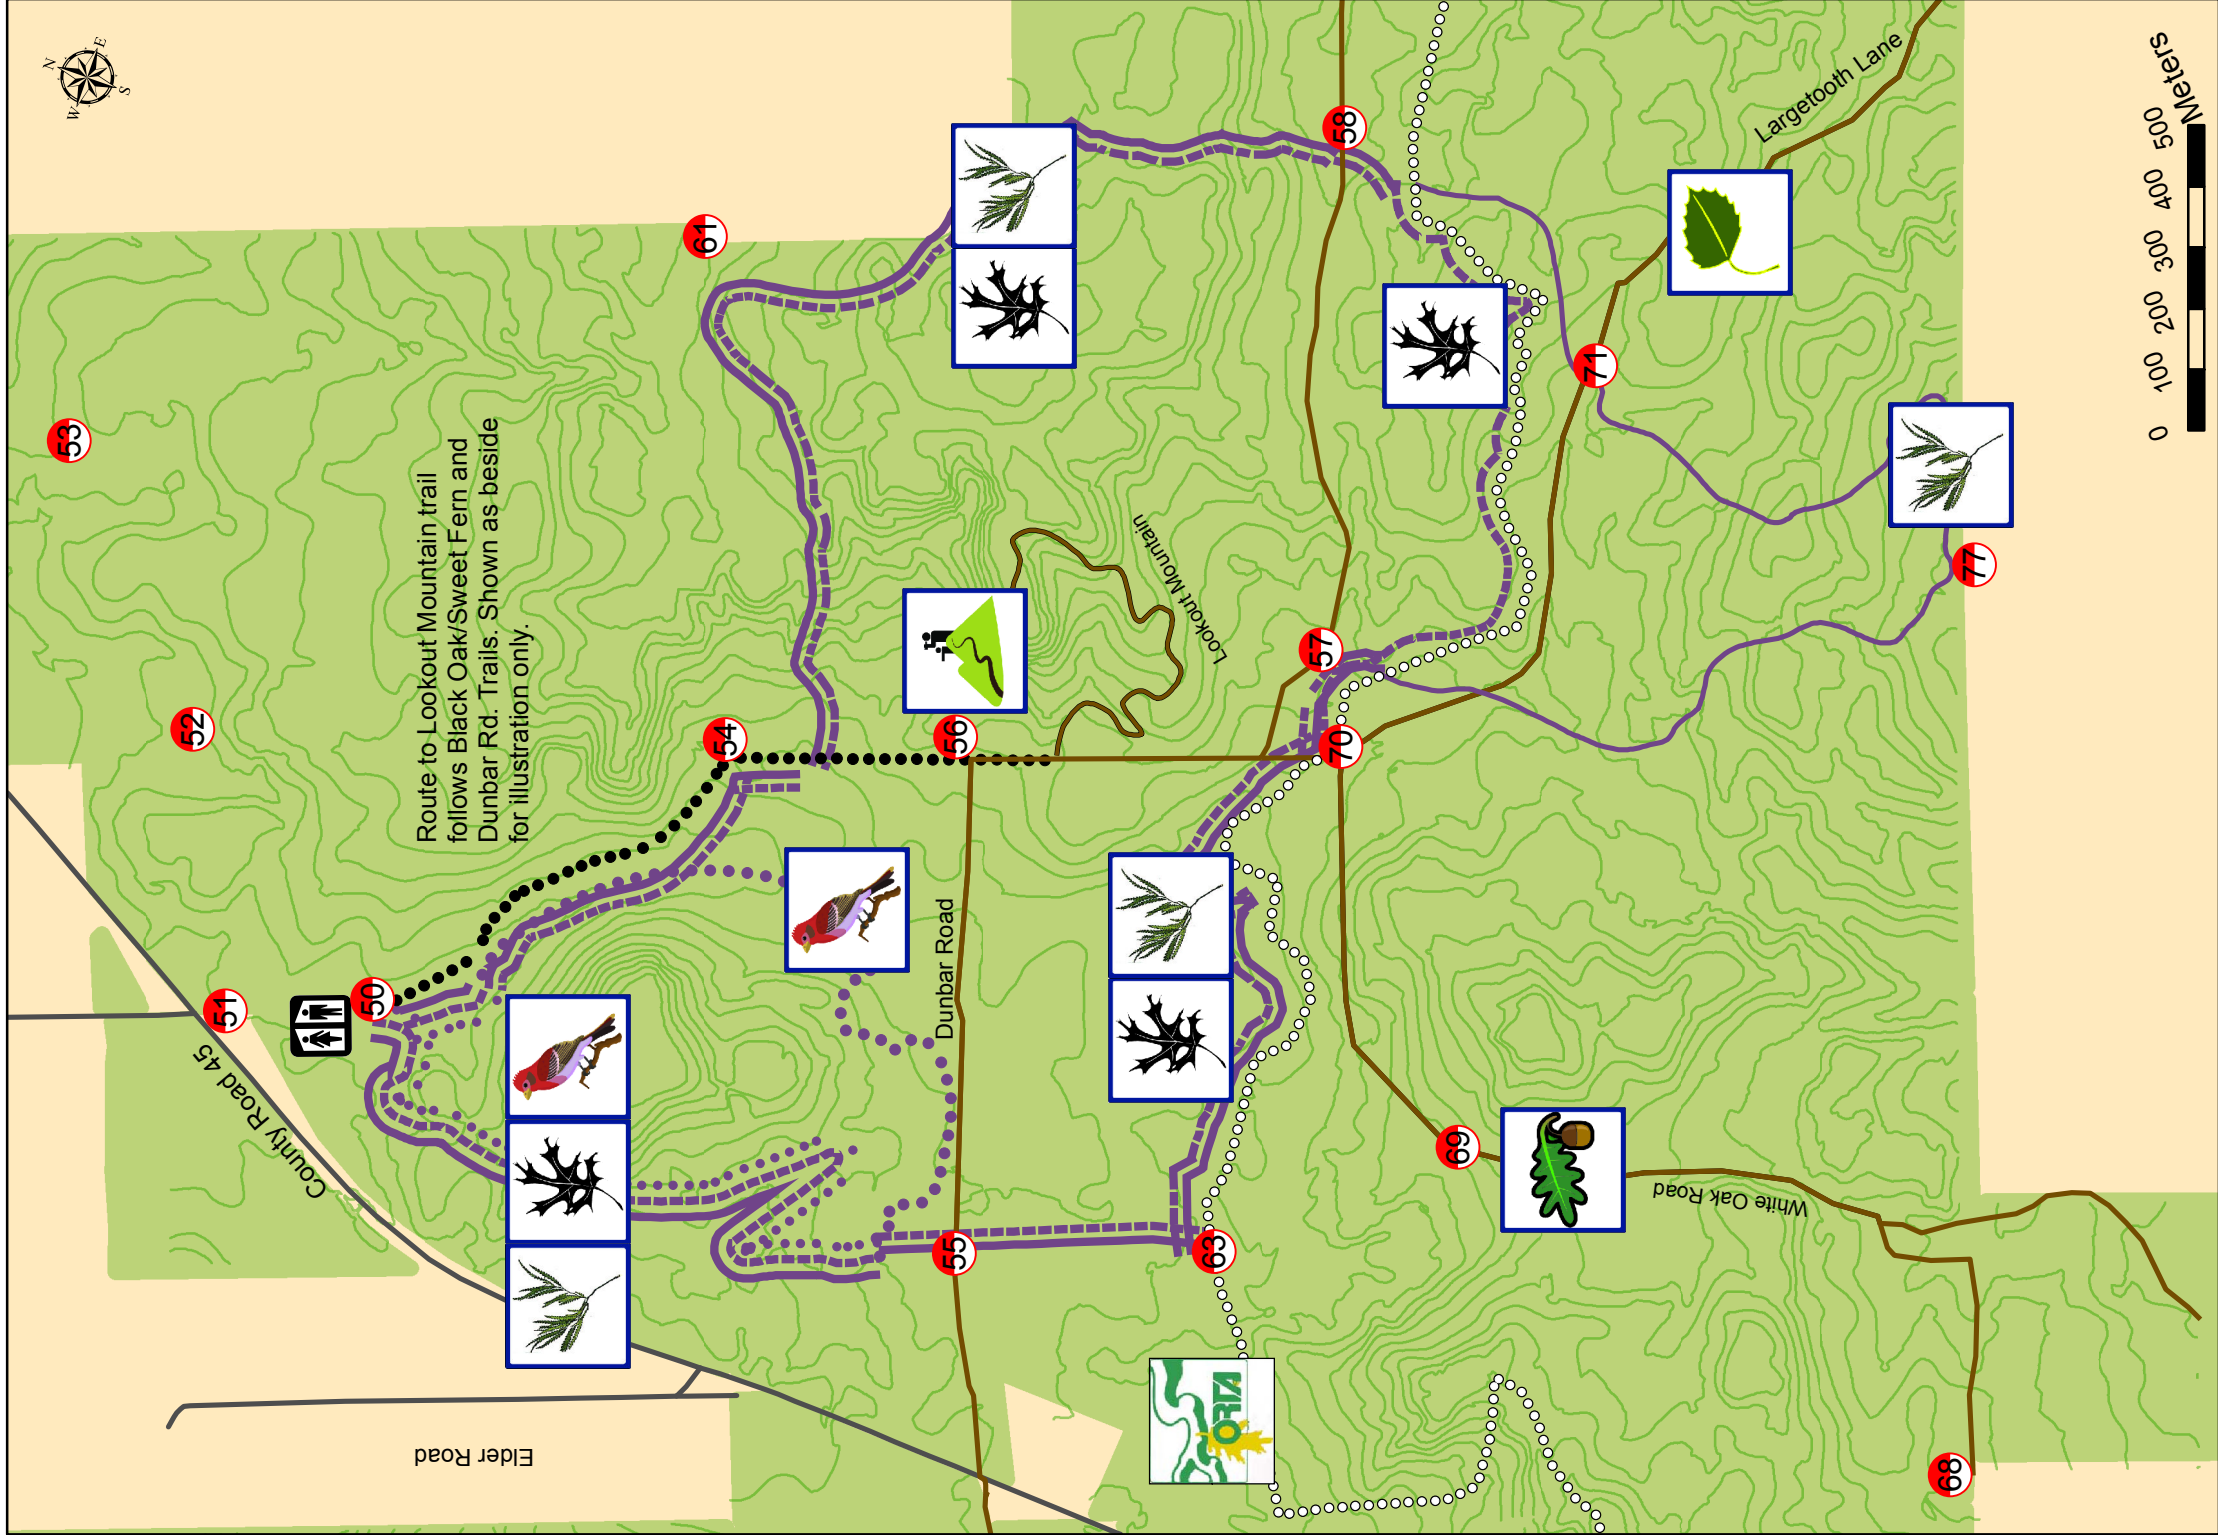 N
E
S
W
53
52
51
50
61
54
56
58
57
70
71
77
55
63
69
68
Route to Lookout Mountain trail
follows Black Oak/Sweet Fern and
Dunbar Rd. Trails. Shown as beside
for illustration only.
County Road 45
Elder Road
Dunbar Road
Lookout Mountain
Largetooth Lane
White Oak Road
ORTA
0 100 200 300 400 500
Meters